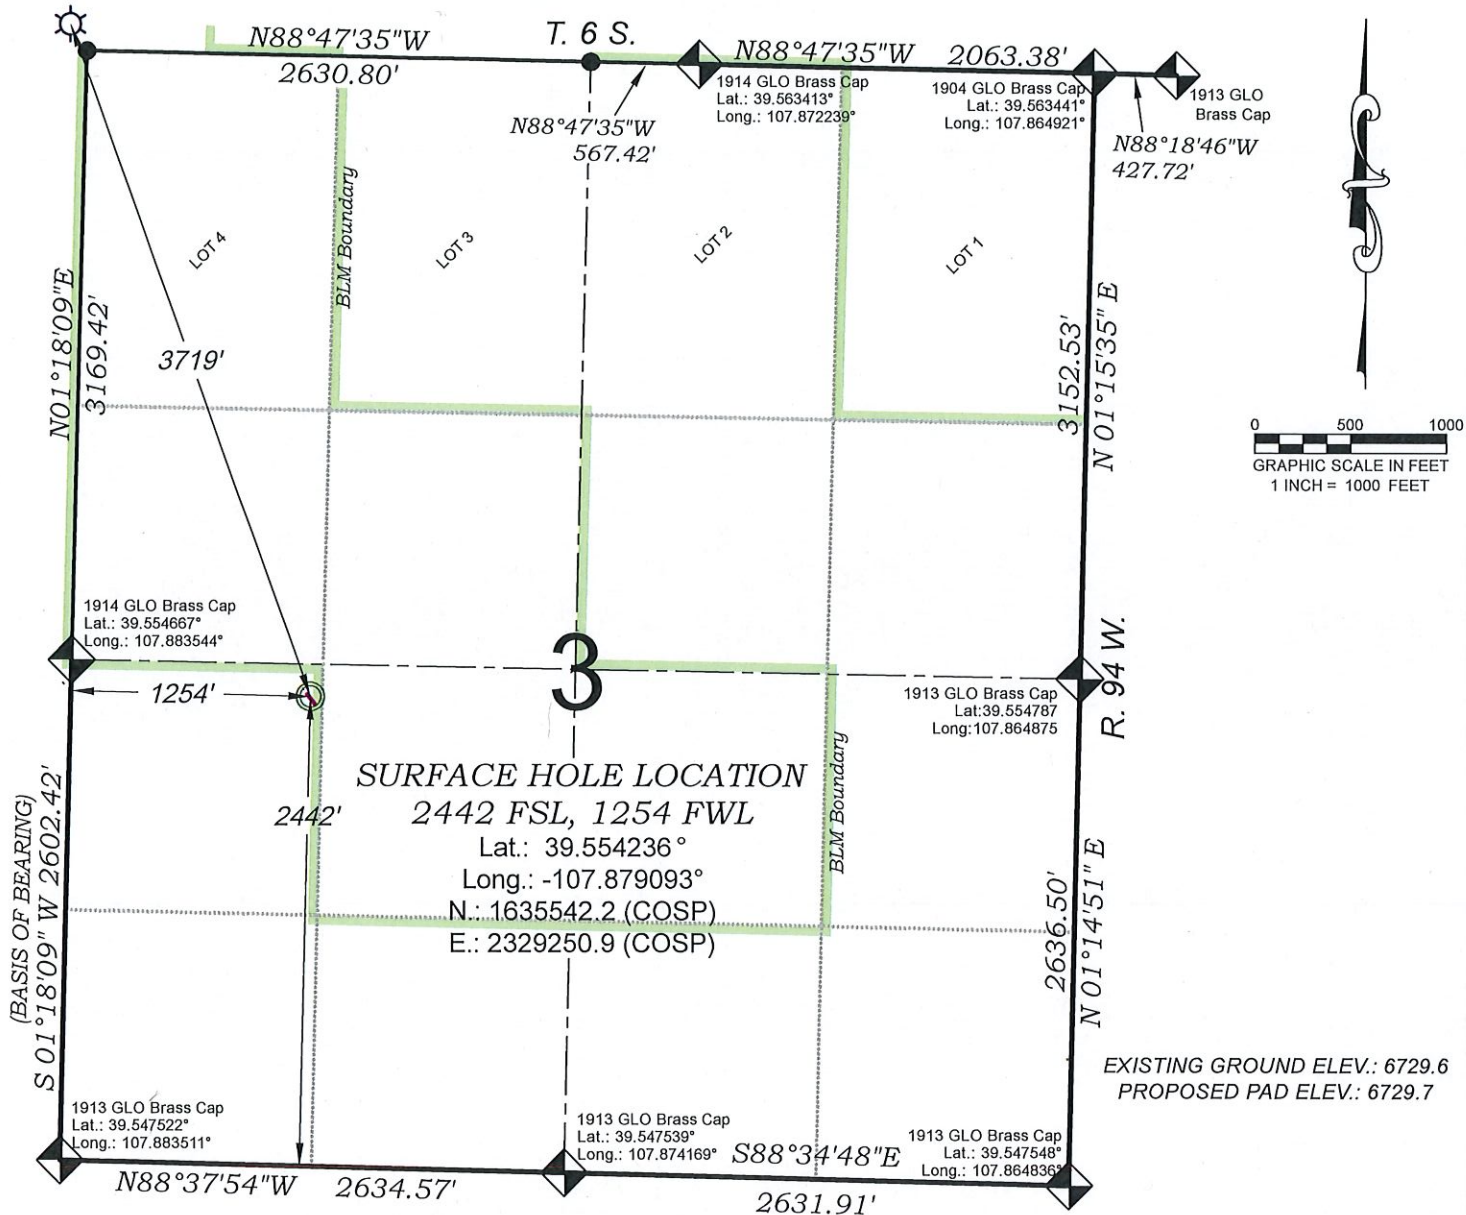 T. 6 S.
N88°47'35"W
2630.80'
N88°47'35"W 2063.38'
1914 GLO Brass Cap
Lat.: 39.563413°
Long.: 107.872239°
1904 GLO Brass Cap
Lat.: 39.563441°
Long.: 107.864921°
1913 GLO
Brass Cap
N88°47'35"W
567.42'
N88°18'46"W
427.72'
BLM Boundary
LOT 4
LOT 3
LOT 2
LOT 1
N01°18'09"E
3169.42'
3719'
3152.53'
N 01°15'35" E
0 500 1000
GRAPHIC SCALE IN FEET
1 INCH = 1000 FEET
1914 GLO Brass Cap
Lat.: 39.554667°
Long.: 107.883544°
1254'
3
1913 GLO Brass Cap
Lat:39.554787
Long:107.864875
R. 94 W.
SURFACE HOLE LOCATION
2442 FSL, 1254 FWL
Lat.: 39.554236°
Long.: -107.879093°
N.: 1635542.2 (COSP)
E.: 2329250.9 (COSP)
2442'
BLM Boundary
(BASIS OF BEARING)
S 01°18'09" W 2602.42'
2636.50'
N 01°14'51" E
EXISTING GROUND ELEV.: 6729.6
PROPOSED PAD ELEV.: 6729.7
1913 GLO Brass Cap
Lat.: 39.547522°
Long.: 107.883511°
1913 GLO Brass Cap
Lat.: 39.547539°
Long.: 107.874169°
1913 GLO Brass Cap
Lat.: 39.547548°
Long.: 107.864836°
N88°37'54"W 2634.57'
S88°34'48"E
2631.91'